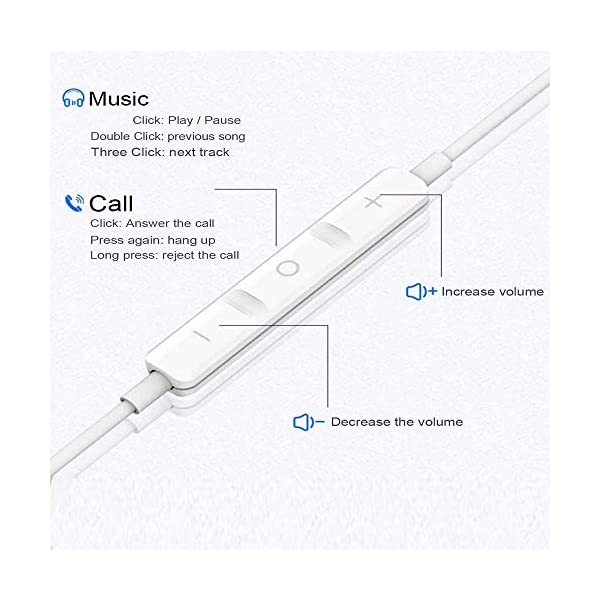 Music
Click: Play / Pause
Double Click: previous song
Three Click: next track
Call
Click: Answer the call
Press again: hang up
Long press: reject the call
+
+ Increase volume
−
− Decrease the volume